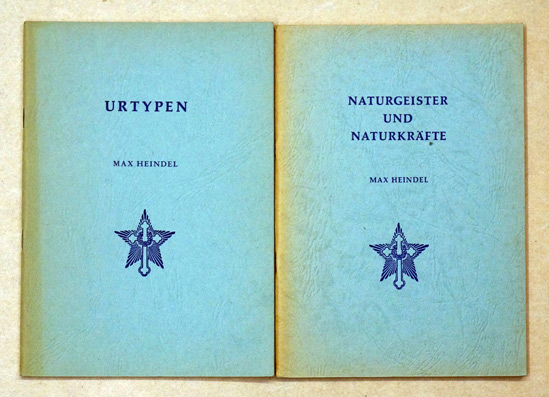 URTYPEN
MAX HEINDEL
NATURGEISTER
UND
NATURKRÄFTE
MAX HEINDEL